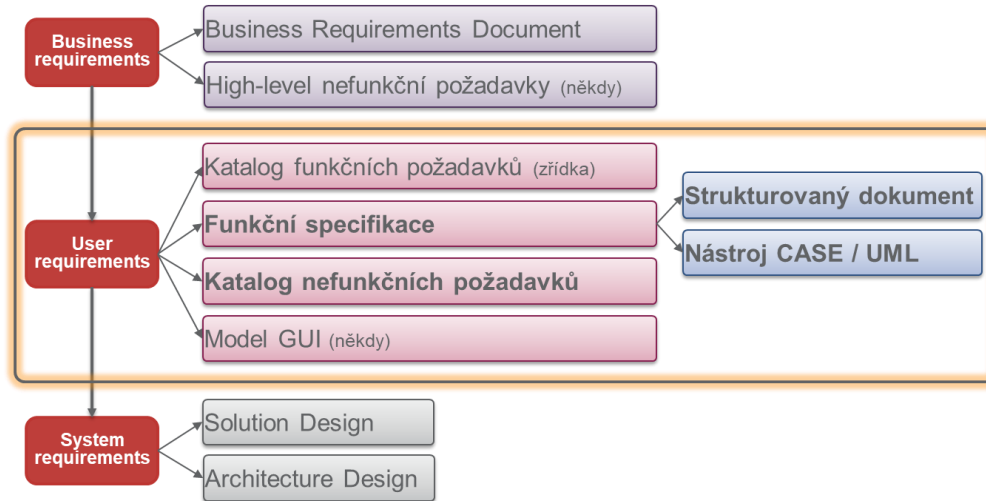 Business
requirements
Business Requirements Document
High-level nefunkční požadavky (někdy)
User
requirements
Katalog funkčních požadavků (zřídka)
Funkční specifikace
Katalog nefunkčních požadavků
Model GUI (někdy)
Strukturovaný dokument
Nástroj CASE / UML
System
requirements
Solution Design
Architecture Design